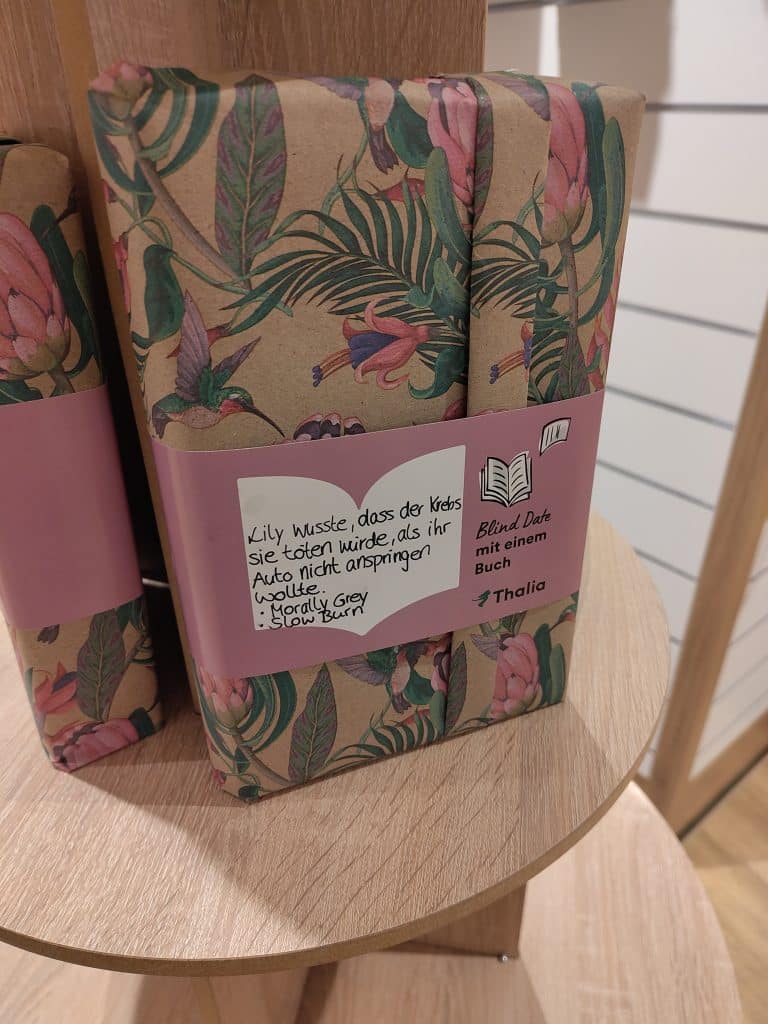 Lily wusste, dass der Krebs
sie töten würde, als ihr
Auto nicht anspringen
wollte.
· Morally Grey
· Slow Burn
Blind Date
mit einem
Buch
Thalia